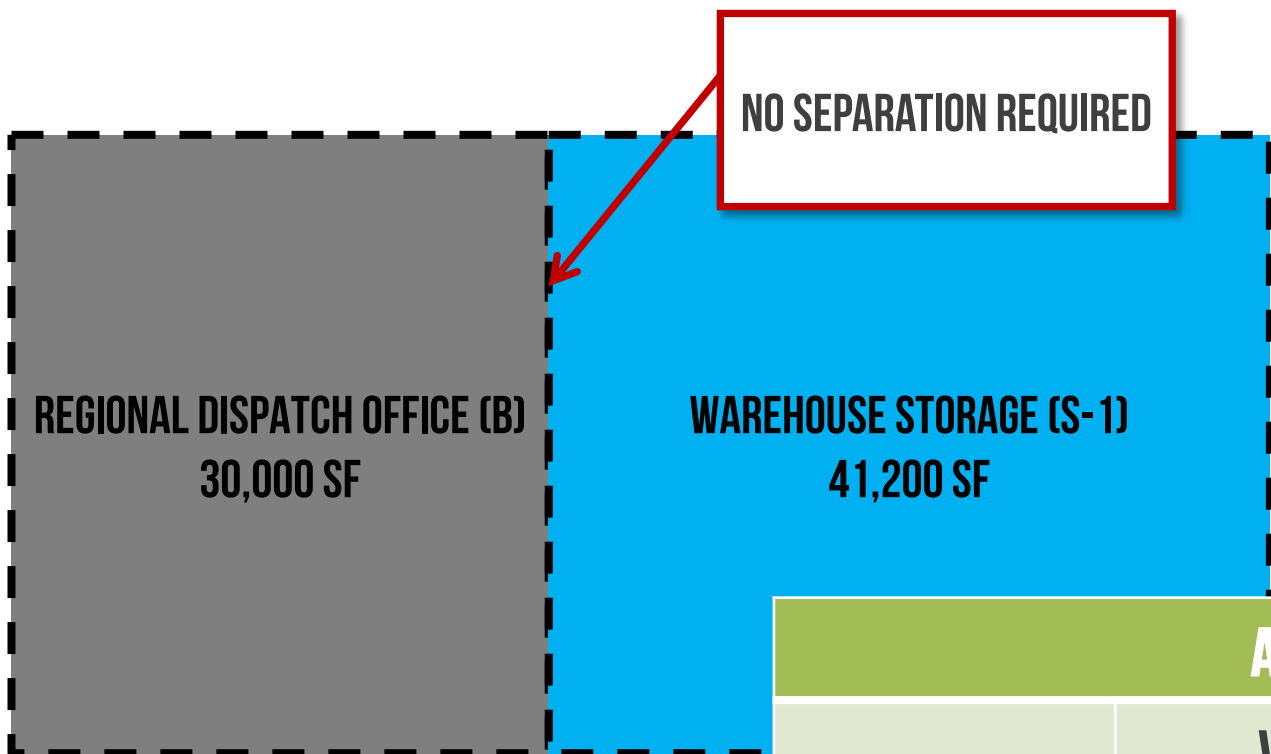 NO SEPARATION REQUIRED
REGIONAL DISPATCH OFFICE (B)
30,000 SF
WAREHOUSE STORAGE (S-1)
41,200 SF